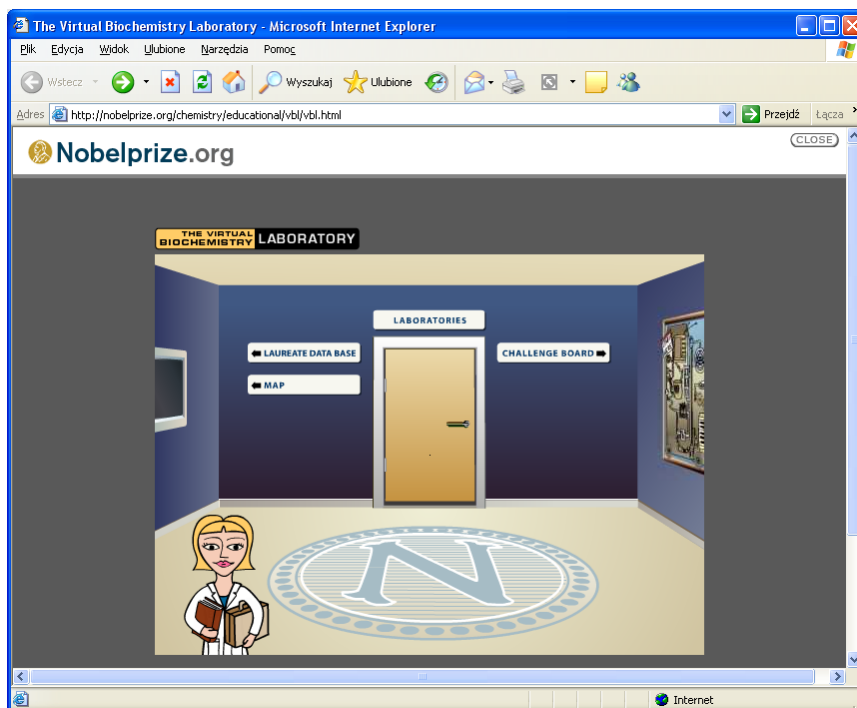 The Virtual Biochemistry Laboratory - Microsoft Internet Explorer
Plik Edycja Widok Ulubione Narzędzia Pomoc
Wstecz Wyszukaj Ulubione
Adres http://nobelprize.org/chemistry/educational/vbl/vbl.html Przejdź Łącza
Nobelprize.org CLOSE
THE VIRTUAL
BIOCHEMISTRY LABORATORY
LABORATORIES
LAUREATE DATA BASE CHALLENGE BOARD
MAP
N
Internet